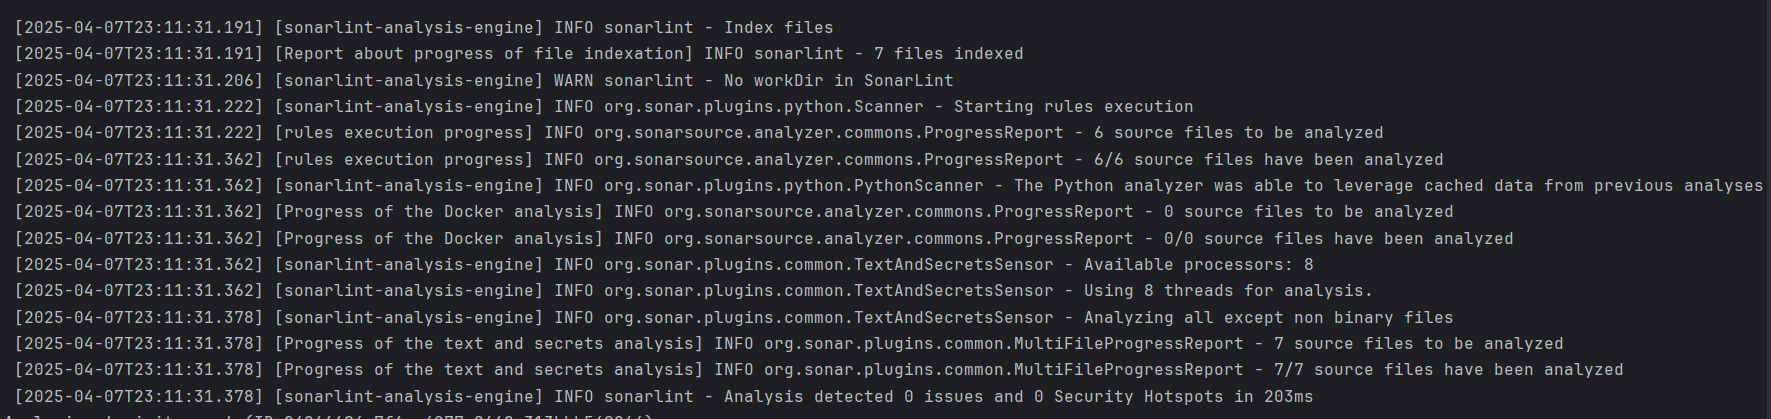 [2025-04-07T23:11:31.191] [sonarlint-analysis-engine] INFO sonarlint - Index files
[2025-04-07T23:11:31.191] [Report about progress of file indexation] INFO sonarlint - 7 files indexed
[2025-04-07T23:11:31.206] [sonarlint-analysis-engine] WARN sonarlint - No workDir in SonarLint
[2025-04-07T23:11:31.222] [sonarlint-analysis-engine] INFO org.sonar.plugins.python.Scanner - Starting rules execution
[2025-04-07T23:11:31.222] [rules execution progress] INFO org.sonarsource.analyzer.commons.ProgressReport - 6 source files to be analyzed
[2025-04-07T23:11:31.362] [rules execution progress] INFO org.sonarsource.analyzer.commons.ProgressReport - 6/6 source files have been analyzed
[2025-04-07T23:11:31.362] [sonarlint-analysis-engine] INFO org.sonar.plugins.python.PythonScanner - The Python analyzer was able to leverage cached data from previous analyses
[2025-04-07T23:11:31.362] [Progress of the Docker analysis] INFO org.sonarsource.analyzer.commons.ProgressReport - 0 source files to be analyzed
[2025-04-07T23:11:31.362] [Progress of the Docker analysis] INFO org.sonarsource.analyzer.commons.ProgressReport - 0/0 source files have been analyzed
[2025-04-07T23:11:31.362] [sonarlint-analysis-engine] INFO org.sonar.plugins.common.TextAndSecretsSensor - Available processors: 8
[2025-04-07T23:11:31.362] [sonarlint-analysis-engine] INFO org.sonar.plugins.common.TextAndSecretsSensor - Using 8 threads for analysis.
[2025-04-07T23:11:31.378] [sonarlint-analysis-engine] INFO org.sonar.plugins.common.TextAndSecretsSensor - Analyzing all except non binary files
[2025-04-07T23:11:31.378] [Progress of the text and secrets analysis] INFO org.sonar.plugins.common.MultiFileProgressReport - 7 source files to be analyzed
[2025-04-07T23:11:31.378] [Progress of the text and secrets analysis] INFO org.sonar.plugins.common.MultiFileProgressReport - 7/7 source files have been analyzed
[2025-04-07T23:11:31.378] [sonarlint-analysis-engine] INFO sonarlint - Analysis detected 0 issues and 0 Security Hotspots in 203ms